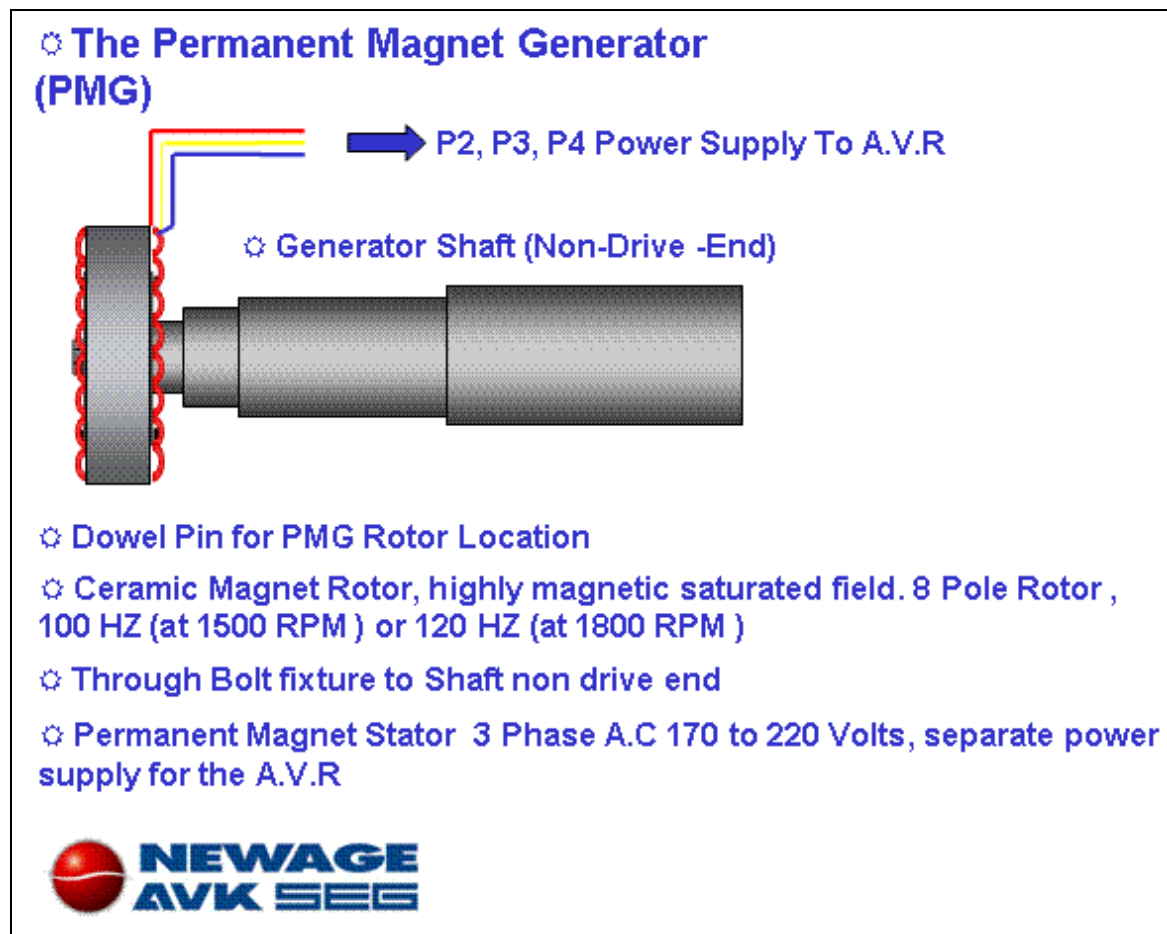 ☼ The Permanent Magnet Generator
(PMG)
P2, P3, P4 Power Supply To A.V.R
☼ Generator Shaft (Non-Drive -End)
☼ Dowel Pin for PMG Rotor Location
☼ Ceramic Magnet Rotor, highly magnetic saturated field. 8 Pole Rotor ,
100 HZ (at 1500 RPM ) or 120 HZ (at 1800 RPM )
☼ Through Bolt fixture to Shaft non drive end
☼ Permanent Magnet Stator  3 Phase A.C 170 to 220 Volts, separate power
supply for the A.V.R
NEWAGE
AVK SEG